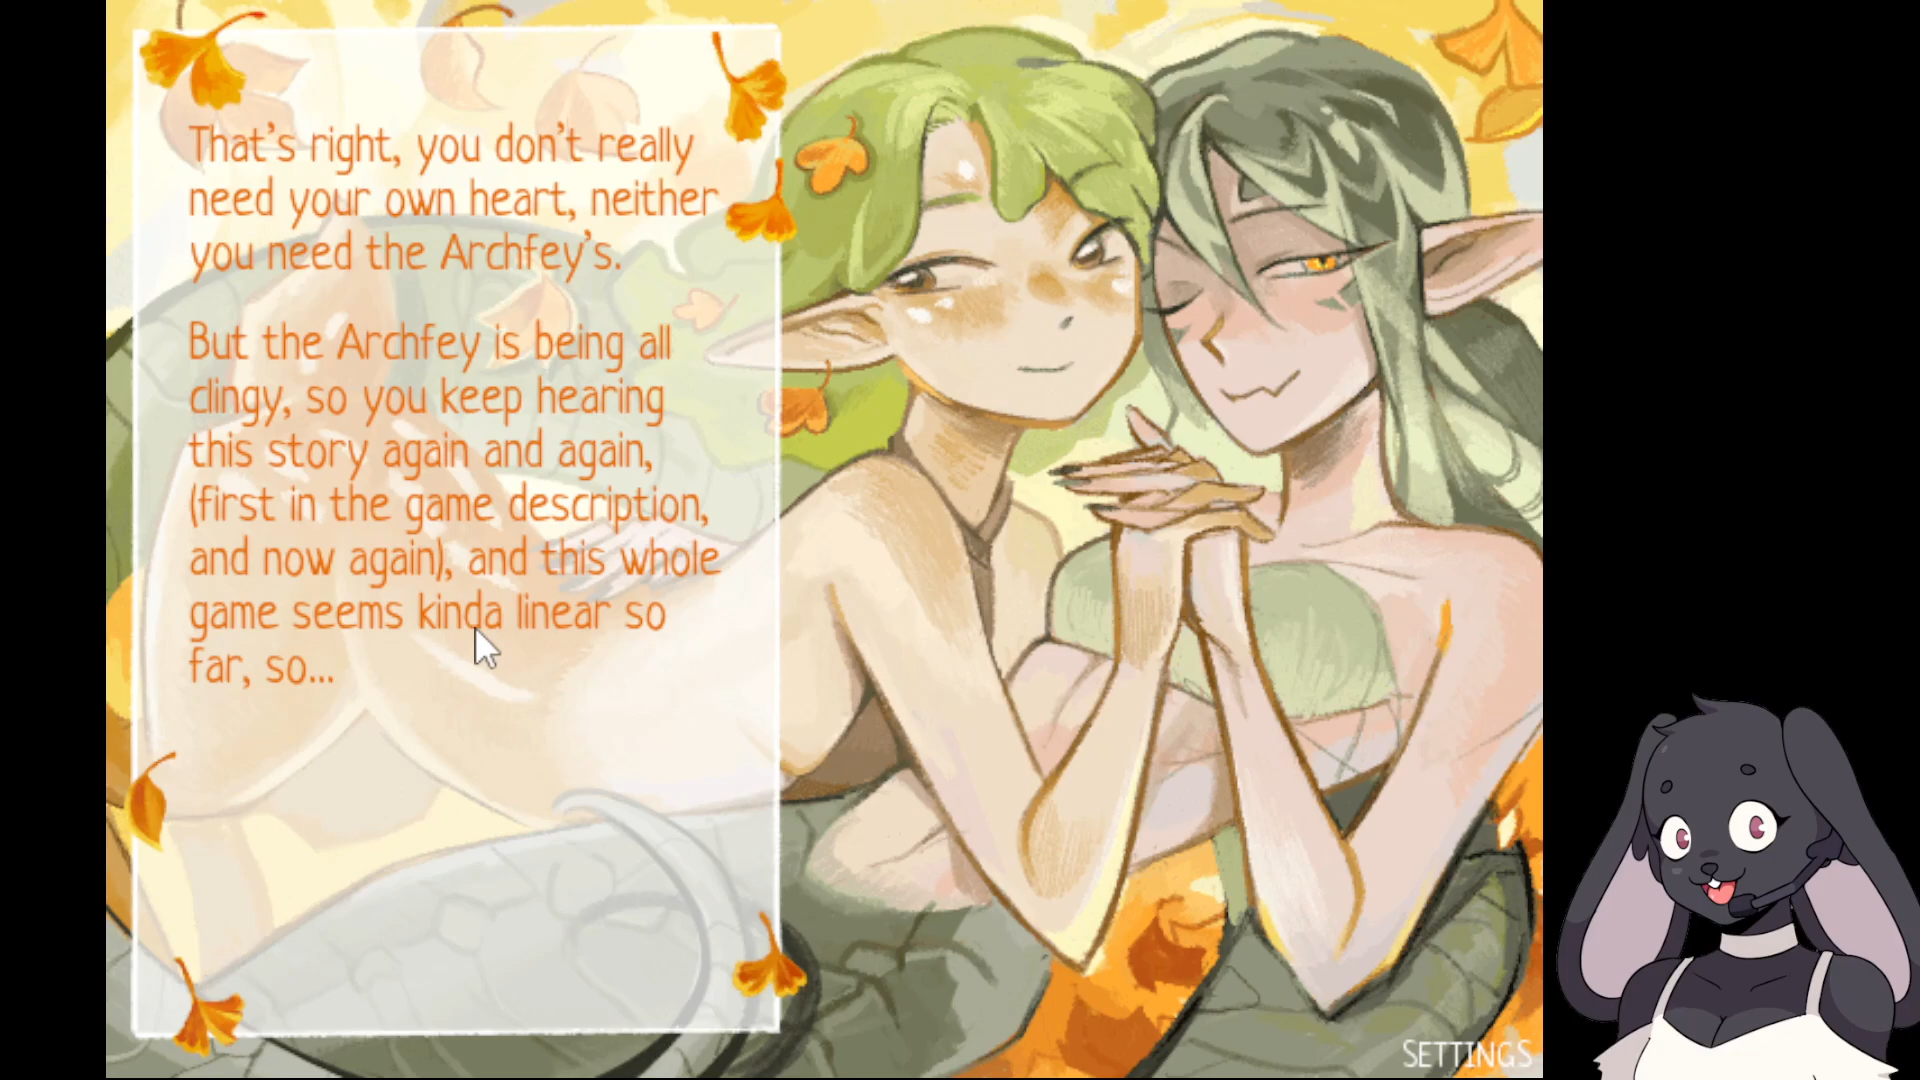 That's right, you don't really
need your own heart, neither
you need the Archfey's.
But the Archfey is being all
clingy, so you keep hearing
this story again and again,
(first in the game description,
and now again), and this whole
game seems kinda linear so
far, so...
SETTINGS